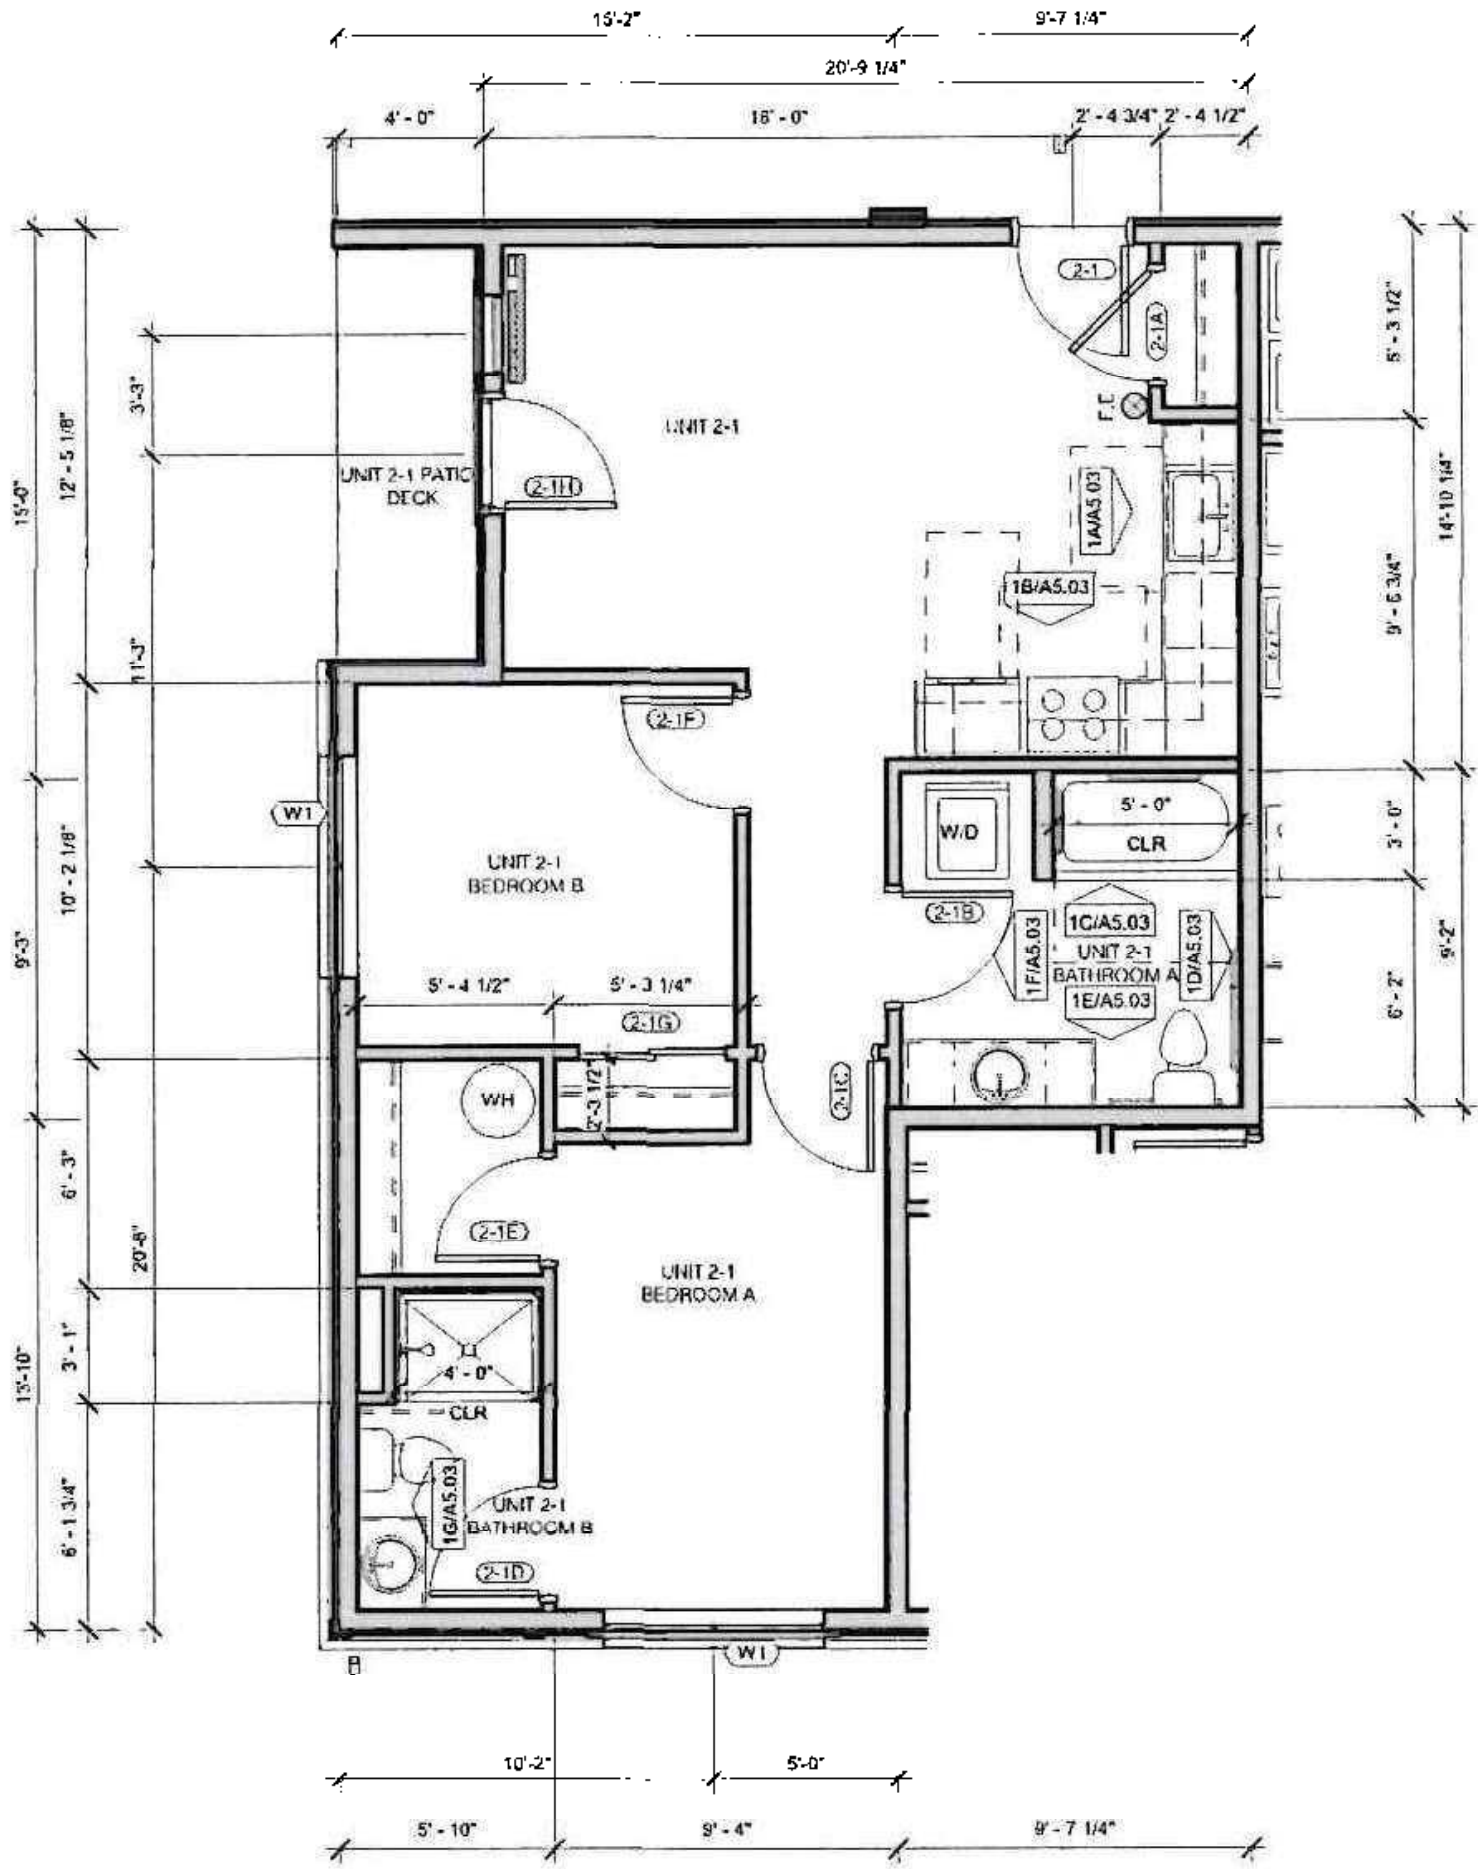 15'-2"
9'-7 1/4"
20'-9 1/4"
4' - 0"
16' - 0"
2' - 4 3/4"
2' - 4 1/2"
2-1
2-1A
5' - 3 1/2"
3'-3"
12' - 5 1/8"
15'-0"
F.E
UNIT 2-1
UNIT 2-1 PATIO
DECK
2-1H
1A/A5.03
1B/A5.03
14'-10 1/4"
9' - 6 3/4"
11'-3"
2-1F
W1
W/D
5' - 0"
CLR
3' - 0"
UNIT 2-1
BEDROOM B
10' - 2 1/8"
9'-3"
2-1B
1F/A5.03
1C/A5.03
UNIT 2-1
BATHROOM A
1D/A5.03
1E/A5.03
9'-2"
6' - 2"
5' - 4 1/2"
5' - 3 1/4"
2-1G
WH
2'-3 1/2"
2-1C
6' - 3"
20'-8"
2-1E
UNIT 2-1
BEDROOM A
3' - 1"
13'-10"
4' - 0"
CLR
1G/A5.03
UNIT 2-1
BATHROOM B
6' - 1 3/4"
2-1D
W1
10'-2"
5'-0"
5' - 10"
9' - 4"
9' - 7 1/4"